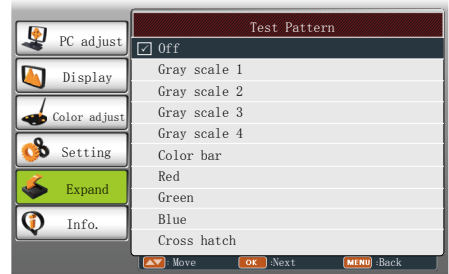 Test Pattern
PC adjust
Display
Color adjust
Setting
Expand
Info.
Off
Gray scale 1
Gray scale 2
Gray scale 3
Gray scale 4
Color bar
Red
Green
Blue
Cross hatch
: Move OK :Next MENU :Back